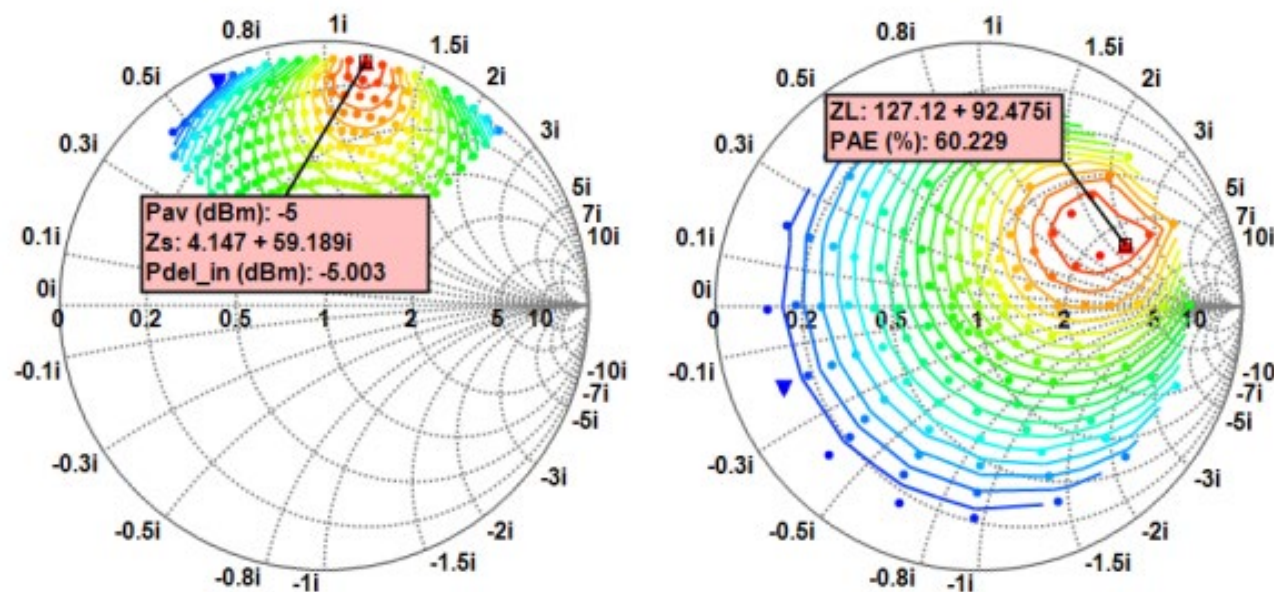 1i
0.8i
1.5i
0.5i
2i
0.3i
3i
5i
0.1i
7i
10i
Pav (dBm): -5
Zs: 4.147 + 59.189i
Pdel_in (dBm): -5.003
0i
0
0.2
0.5
1
2
5
10
-0.1i
-10i
-7i
-5i
-0.3i
-3i
-0.5i
-2i
-0.8i
-1i
-1.5i
1i
0.8i
1.5i
0.5i
2i
ZL: 127.12 + 92.475i
PAE (%): 60.229
0.3i
3i
5i
0.1i
7i
10i
0i
0
0.2
0.5
1
2
5
10
-0.1i
-10
-7i
-5i
-0.3i
-3i
-0.5i
-2i
-0.8i
-1i
-1.5i